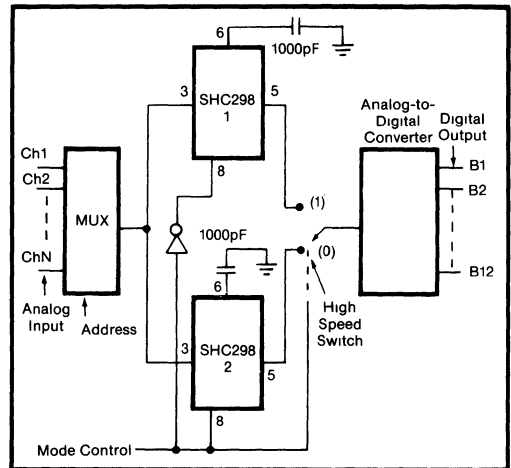 6
1000pF
3
SHC298
1
5
8
Analog-to-
Digital
Converter
Digital
Output
Ch1
Ch2
ChN
MUX
Analog
Input
Address
B1
B2
B12
(1)
(0)
1000pF
6
High
Speed
Switch
3
SHC298
2
5
8
Mode Control